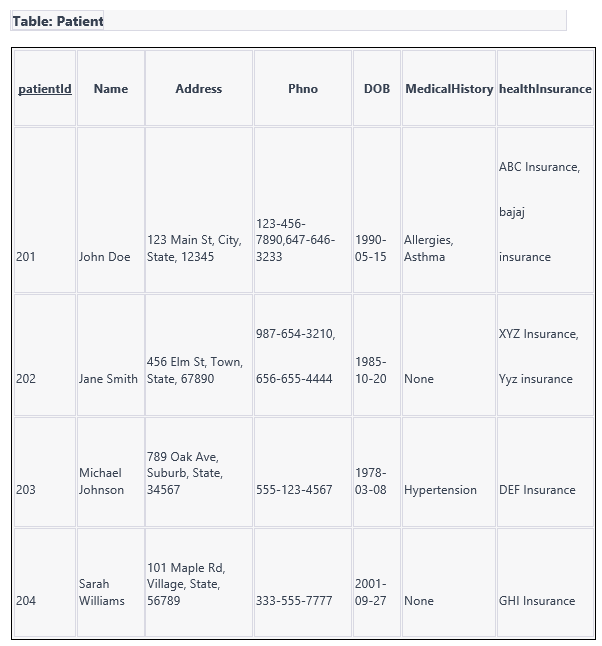 Table: Patient
patientId Name Address Phno DOB MedicalHistory healthInsurance
ABC Insurance,
bajaj
123-456-
123 Main St, City, 7890,647-646- 1990- Allergies,
201 John Doe State, 12345 3233 05-15 Asthma insurance
987-654-3210, XYZ Insurance,
456 Elm St, Town, 1985-
202 Jane Smith State, 67890 656-655-4444 10-20 None Yyz insurance
789 Oak Ave,
Michael Suburb, State, 1978-
203 Johnson 34567 555-123-4567 03-08 Hypertension DEF Insurance
101 Maple Rd,
Sarah Village, State, 2001-
204 Williams 56789 333-555-7777 09-27 None GHI Insurance